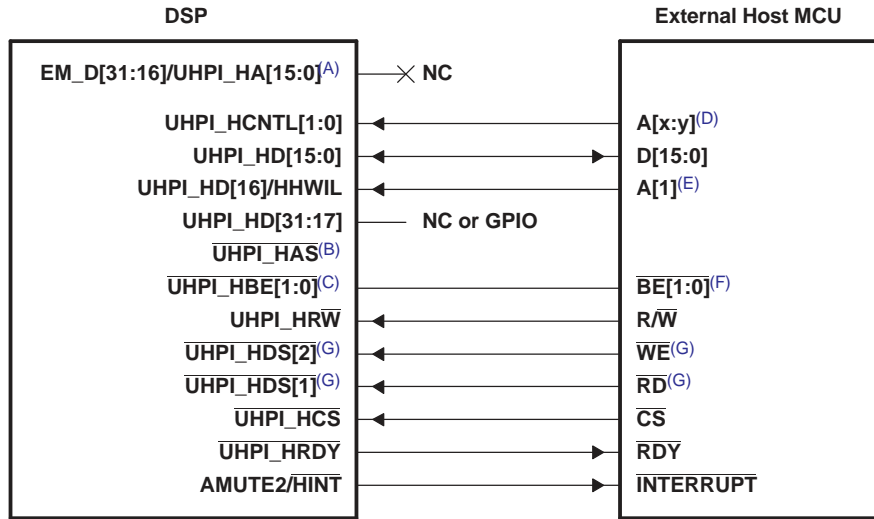 DSP
External Host MCU
EM_D[31:16]/UHPI_HA[15:0](A) NC
UHPI_HCNTL[1:0] A[x:y](D)
UHPI_HD[15:0] D[15:0]
UHPI_HD[16]/HHWIL A[1](E)
UHPI_HD[31:17] NC or GPIO
UHPI_HAS(B)
UHPI_HBE[1:0](C) BE[1:0](F)
UHPI_HRW R/W
UHPI_HDS[2](G) WE(G)
UHPI_HDS[1](G) RD(G)
UHPI_HCS CS
UHPI_HRDY RDY
AMUTE2/HINT INTERRUPT